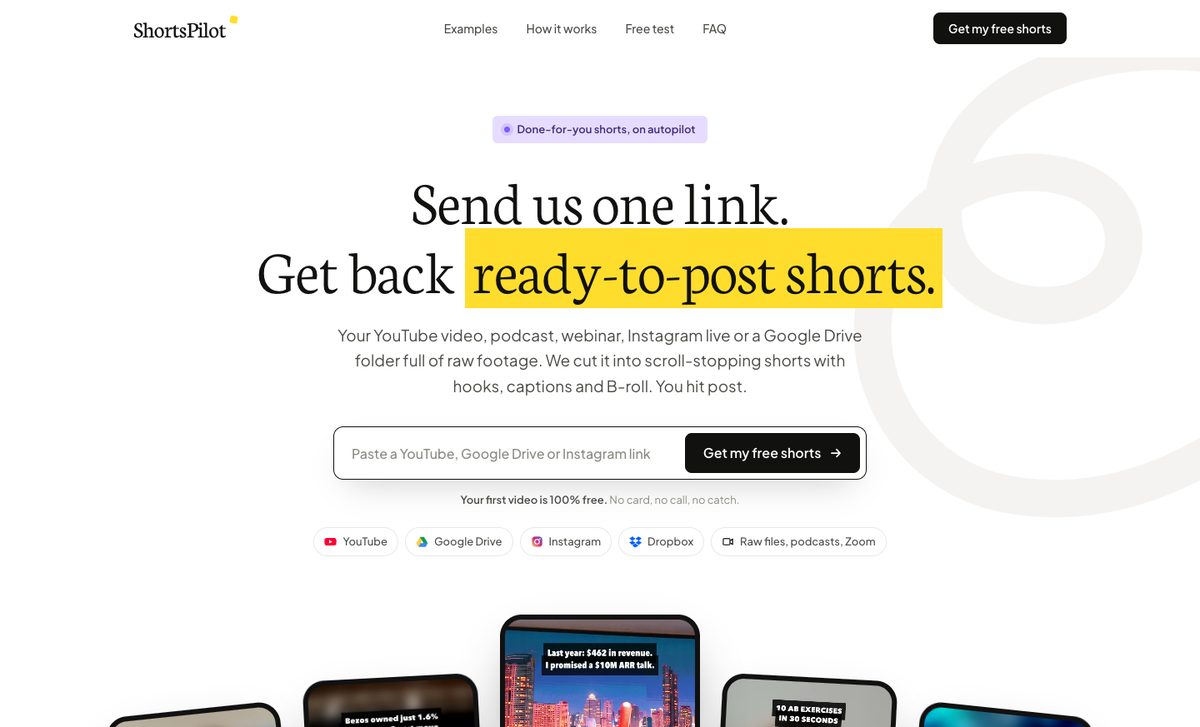 ShortsPilot
Examples
How it works
Free test
FAQ
Get my free shorts
Done-for-you shorts, on autopilot
Send us one link.
Get back ready-to-post shorts.
Your YouTube video, podcast, webinar, Instagram live or a Google Drive
folder full of raw footage. We cut it into scroll-stopping shorts with
hooks, captions and B-roll. You hit post.
Paste a YouTube, Google Drive or Instagram link
Get my free shorts →
Your first video is 100% free. No card, no call, no catch.
YouTube
Google Drive
Instagram
Dropbox
Raw files, podcasts, Zoom
Last year: $462 in revenue.
I promised a $10M ARR talk.
Bezos owned just 1.6%
10 AB EXERCISES
IN 30 SECONDS